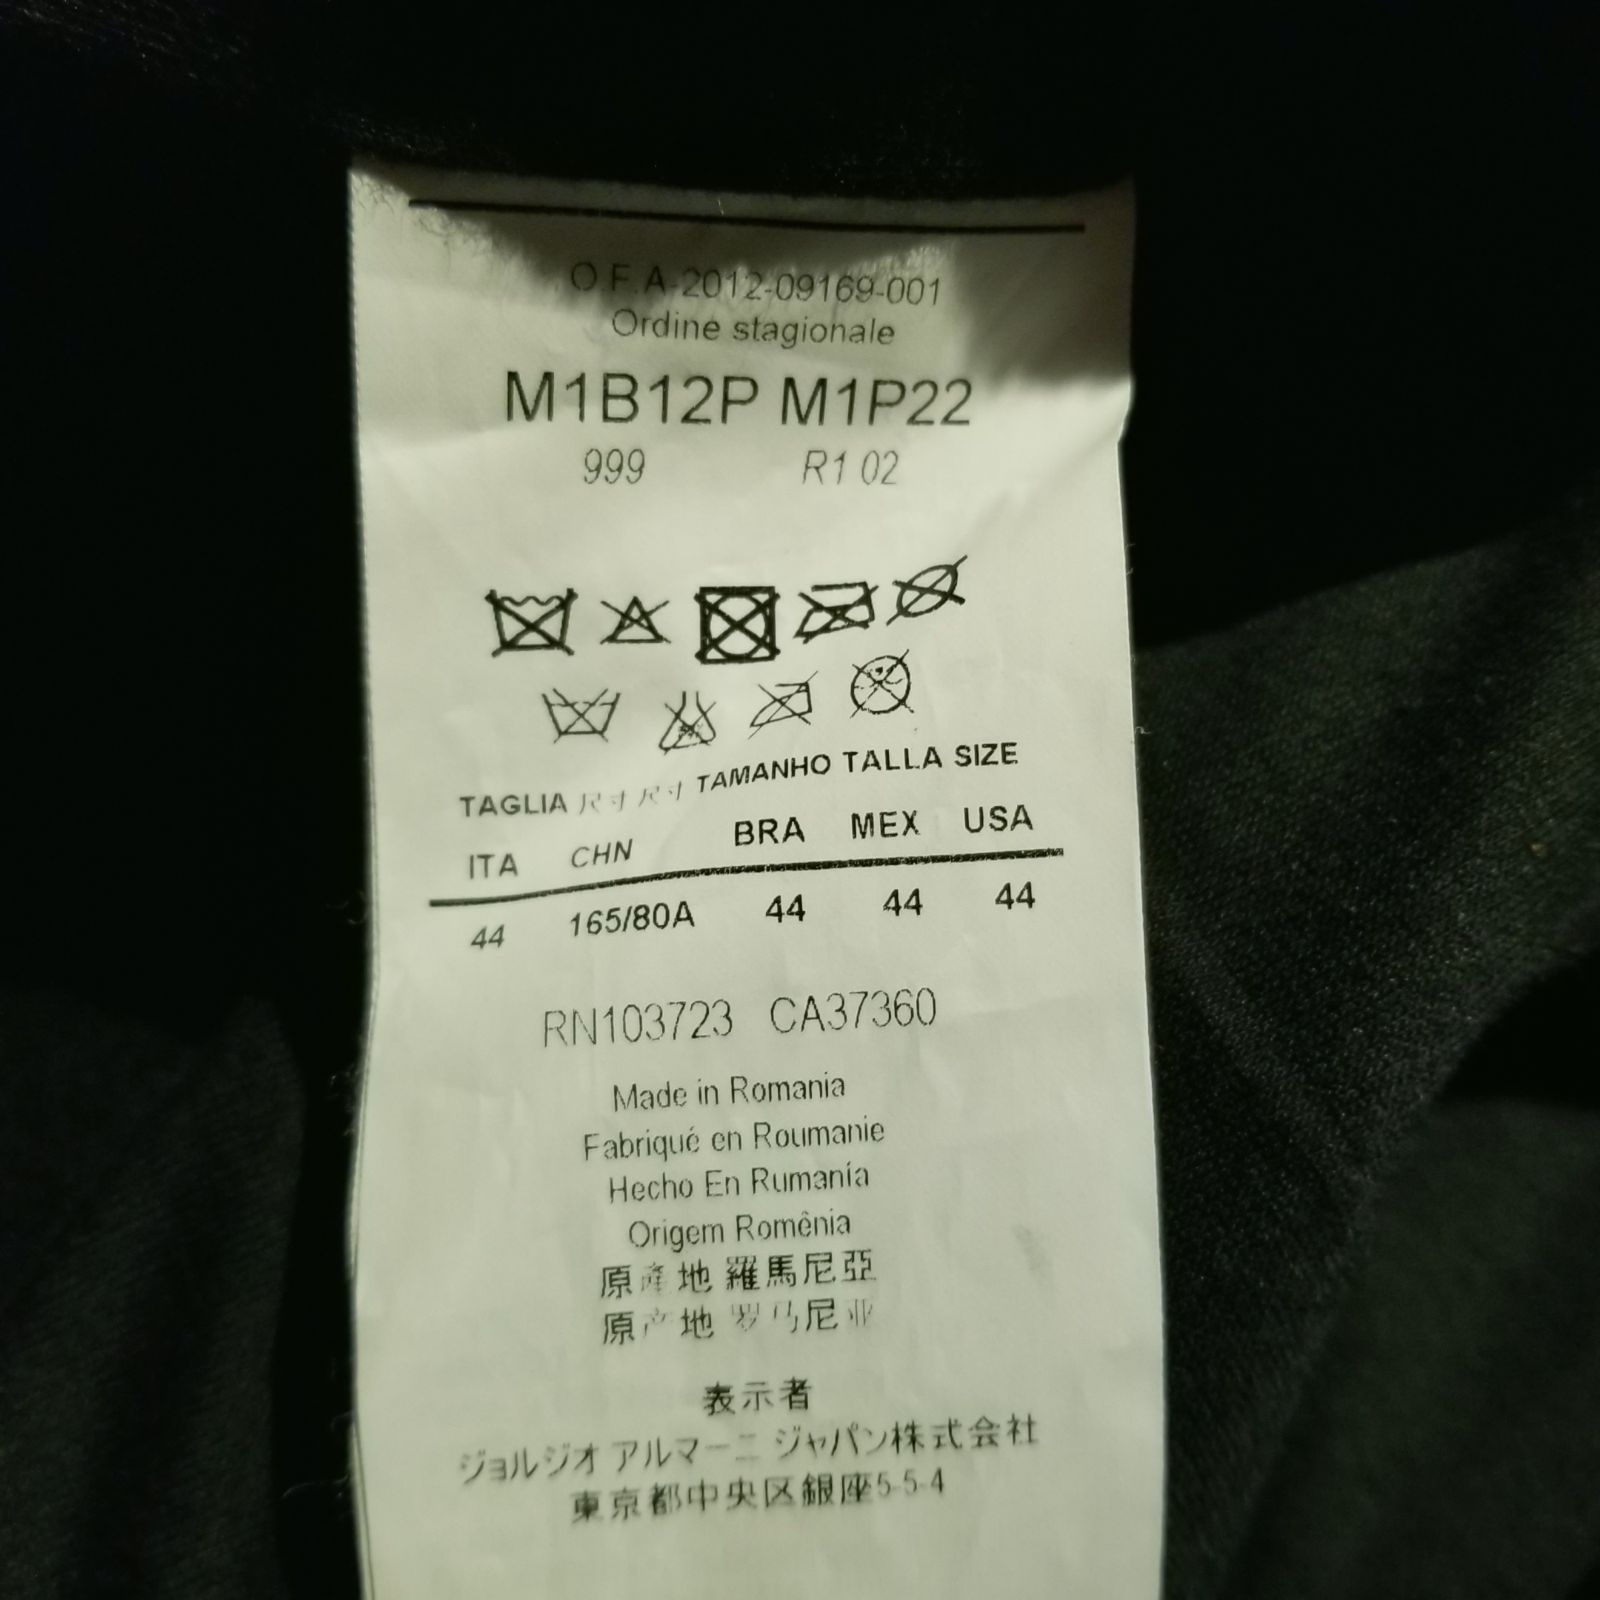 O.F.A-2012-09169-001
Ordine stagionale
M1B12P M1P22
999 R1 02
TAGLIA 尺寸 尺寸 TAMANHO TALLA SIZE
ITA CHN BRA MEX USA
44 165/80A 44 44 44
RN103723 CA37360
Made in Romania
Fabriqué en Roumanie
Hecho En Rumanía
Origem Romênia
原產地 羅馬尼亞
原产地 罗马尼亚
表示者
ジョルジオ アルマーニ ジャパン株式会社
東京都中央区銀座5-5-4